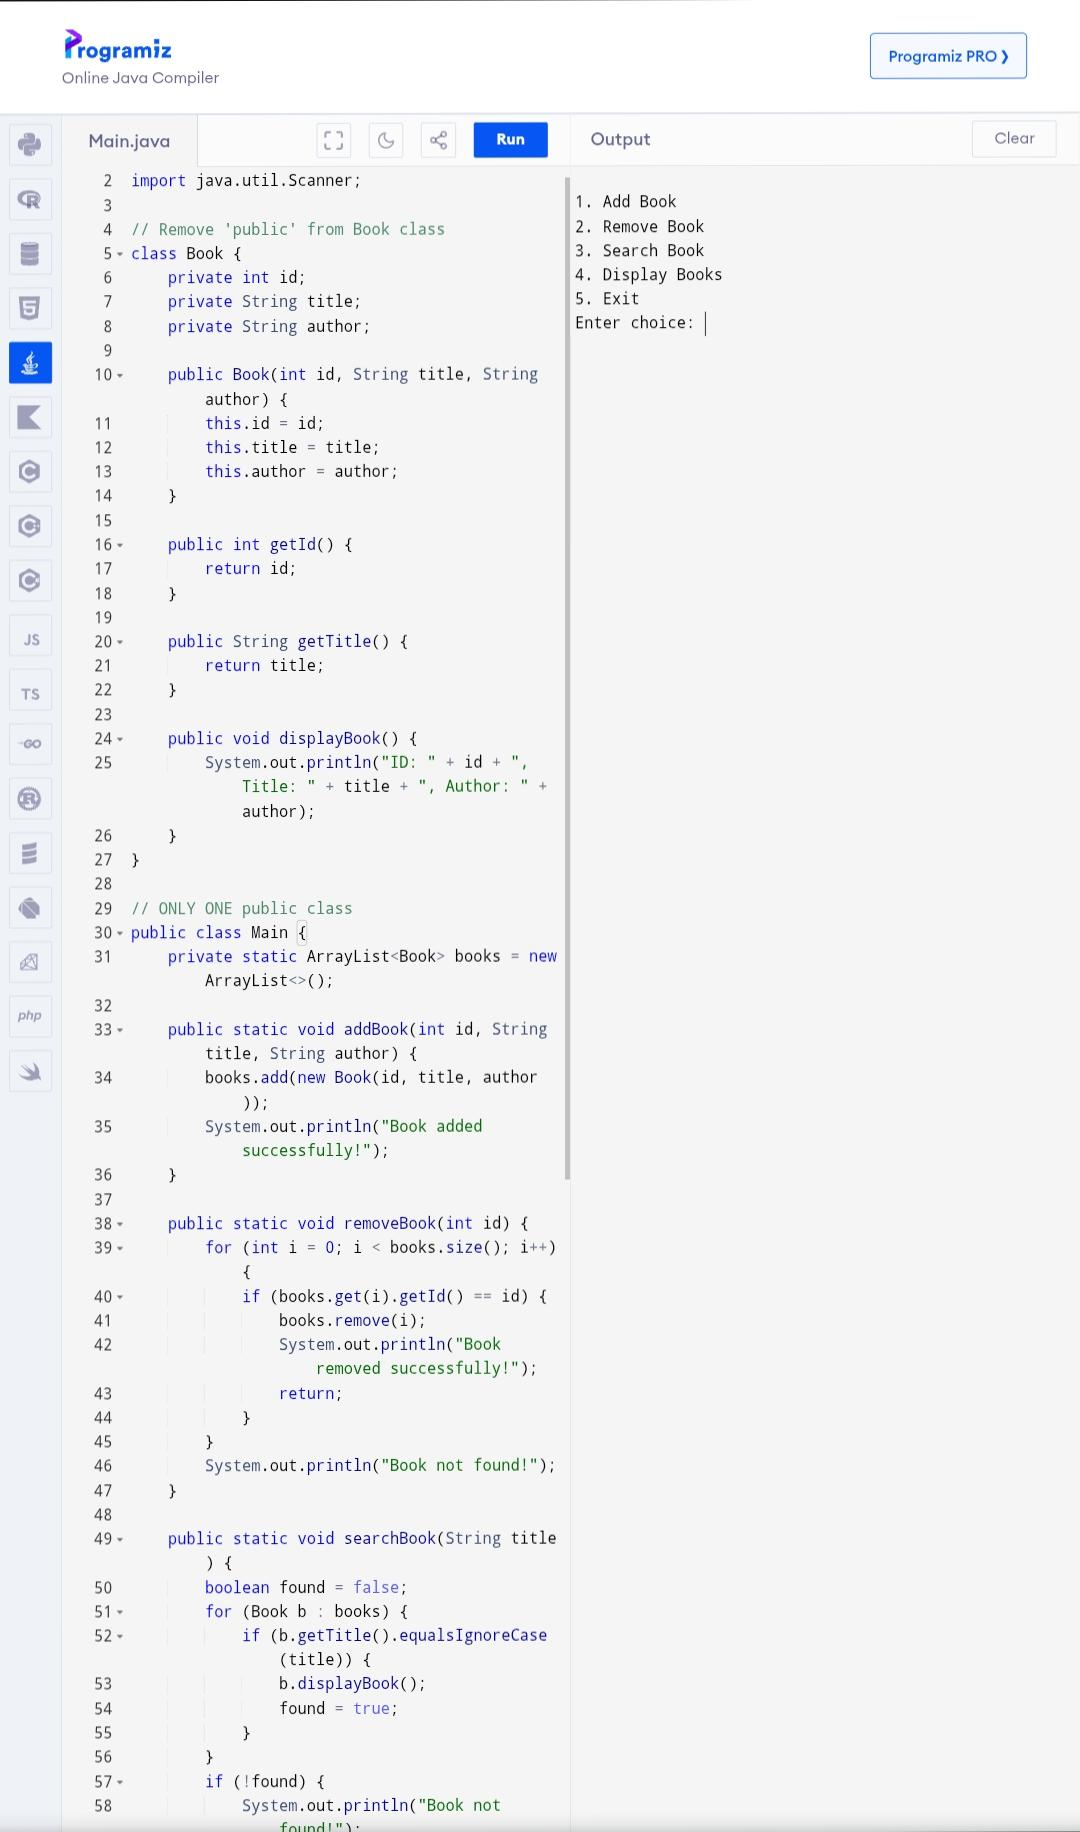 Programiz
Online Java Compiler
Programiz PRO ❯
Main.java
Run
Output
Clear
JS
TS
GO
php
2 import java.util.Scanner;
3
4 // Remove 'public' from Book class
5 class Book {
6 private int id;
7 private String title;
8 private String author;
9
10 public Book(int id, String title, String
author) {
11 this.id = id;
12 this.title = title;
13 this.author = author;
14 }
15
16 public int getId() {
17 return id;
18 }
19
20 public String getTitle() {
21 return title;
22 }
23
24 public void displayBook() {
25 System.out.println("ID: " + id + ",
Title: " + title + ", Author: " +
author);
26 }
27 }
28
29 // ONLY ONE public class
30 public class Main {
31 private static ArrayList<Book> books = new
ArrayList<>();
32
33 public static void addBook(int id, String
title, String author) {
34 books.add(new Book(id, title, author
));
35 System.out.println("Book added
successfully!");
36 }
37
38 public static void removeBook(int id) {
39 for (int i = 0; i < books.size(); i++)
{
40 if (books.get(i).getId() == id) {
41 books.remove(i);
42 System.out.println("Book
removed successfully!");
43 return;
44 }
45 }
46 System.out.println("Book not found!");
47 }
48
49 public static void searchBook(String title
) {
50 boolean found = false;
51 for (Book b : books) {
52 if (b.getTitle().equalsIgnoreCase
(title)) {
53 b.displayBook();
54 found = true;
55 }
56 }
57 if (!found) {
58 System.out.println("Book not
found!");
1. Add Book
2. Remove Book
3. Search Book
4. Display Books
5. Exit
Enter choice: